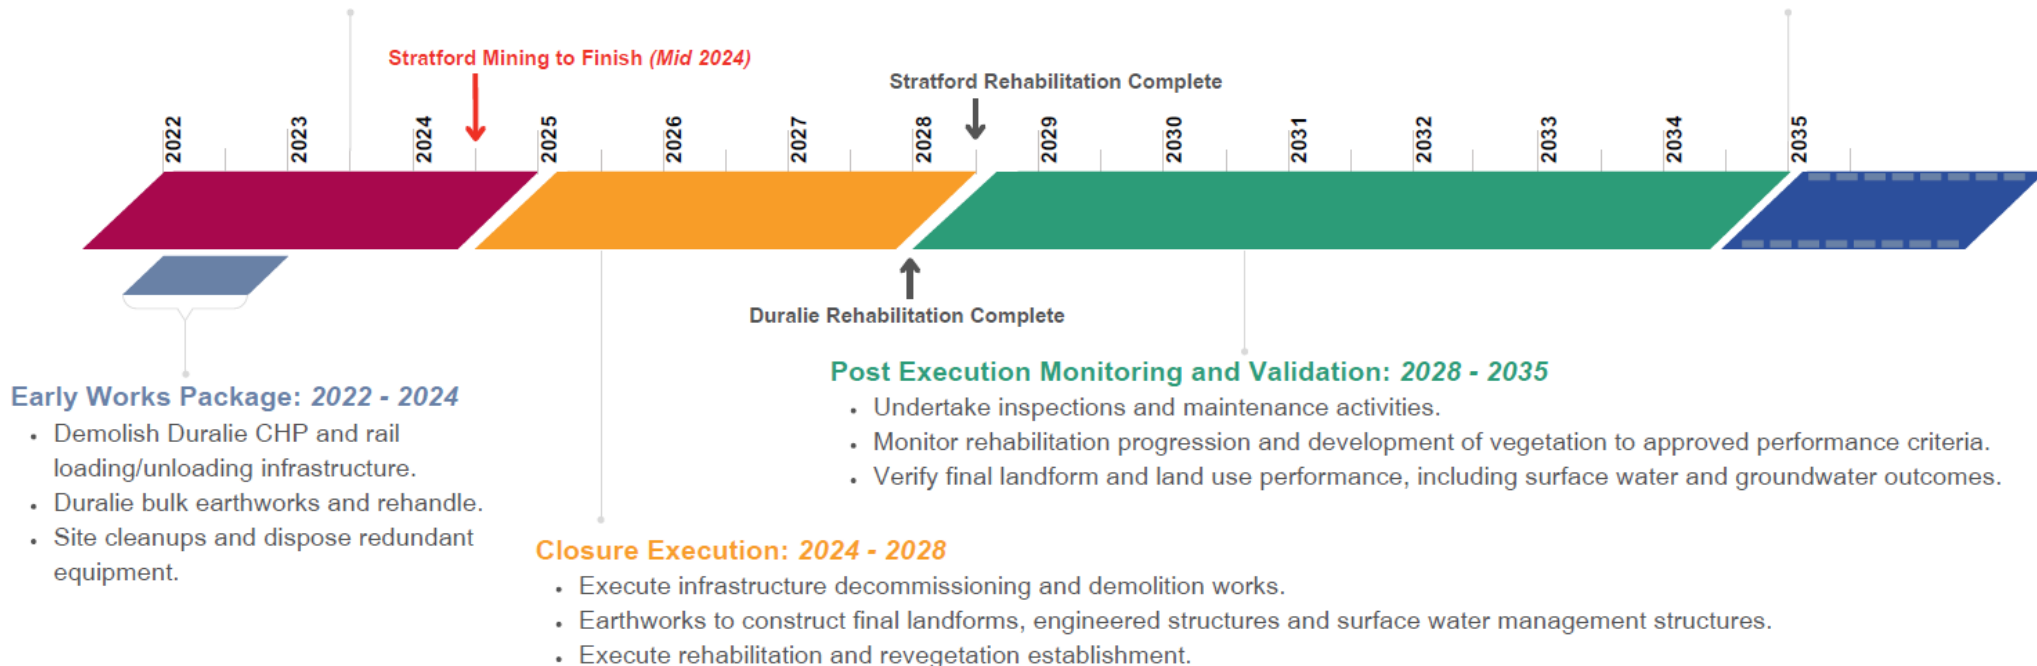 Stratford Mining to Finish (Mid 2024)
Stratford Rehabilitation Complete
2022
2023
2024
2025
2026
2027
2028
2029
2030
2031
2032
2033
2034
2035
Duralie Rehabilitation Complete
Early Works Package: 2022 - 2024
• Demolish Duralie CHP and rail
loading/unloading infrastructure.
• Duralie bulk earthworks and rehandle.
• Site cleanups and dispose redundant
equipment.
Post Execution Monitoring and Validation: 2028 - 2035
• Undertake inspections and maintenance activities.
• Monitor rehabilitation progression and development of vegetation to approved performance criteria.
• Verify final landform and land use performance, including surface water and groundwater outcomes.
Closure Execution: 2024 - 2028
• Execute infrastructure decommissioning and demolition works.
• Earthworks to construct final landforms, engineered structures and surface water management structures.
• Execute rehabilitation and revegetation establishment.